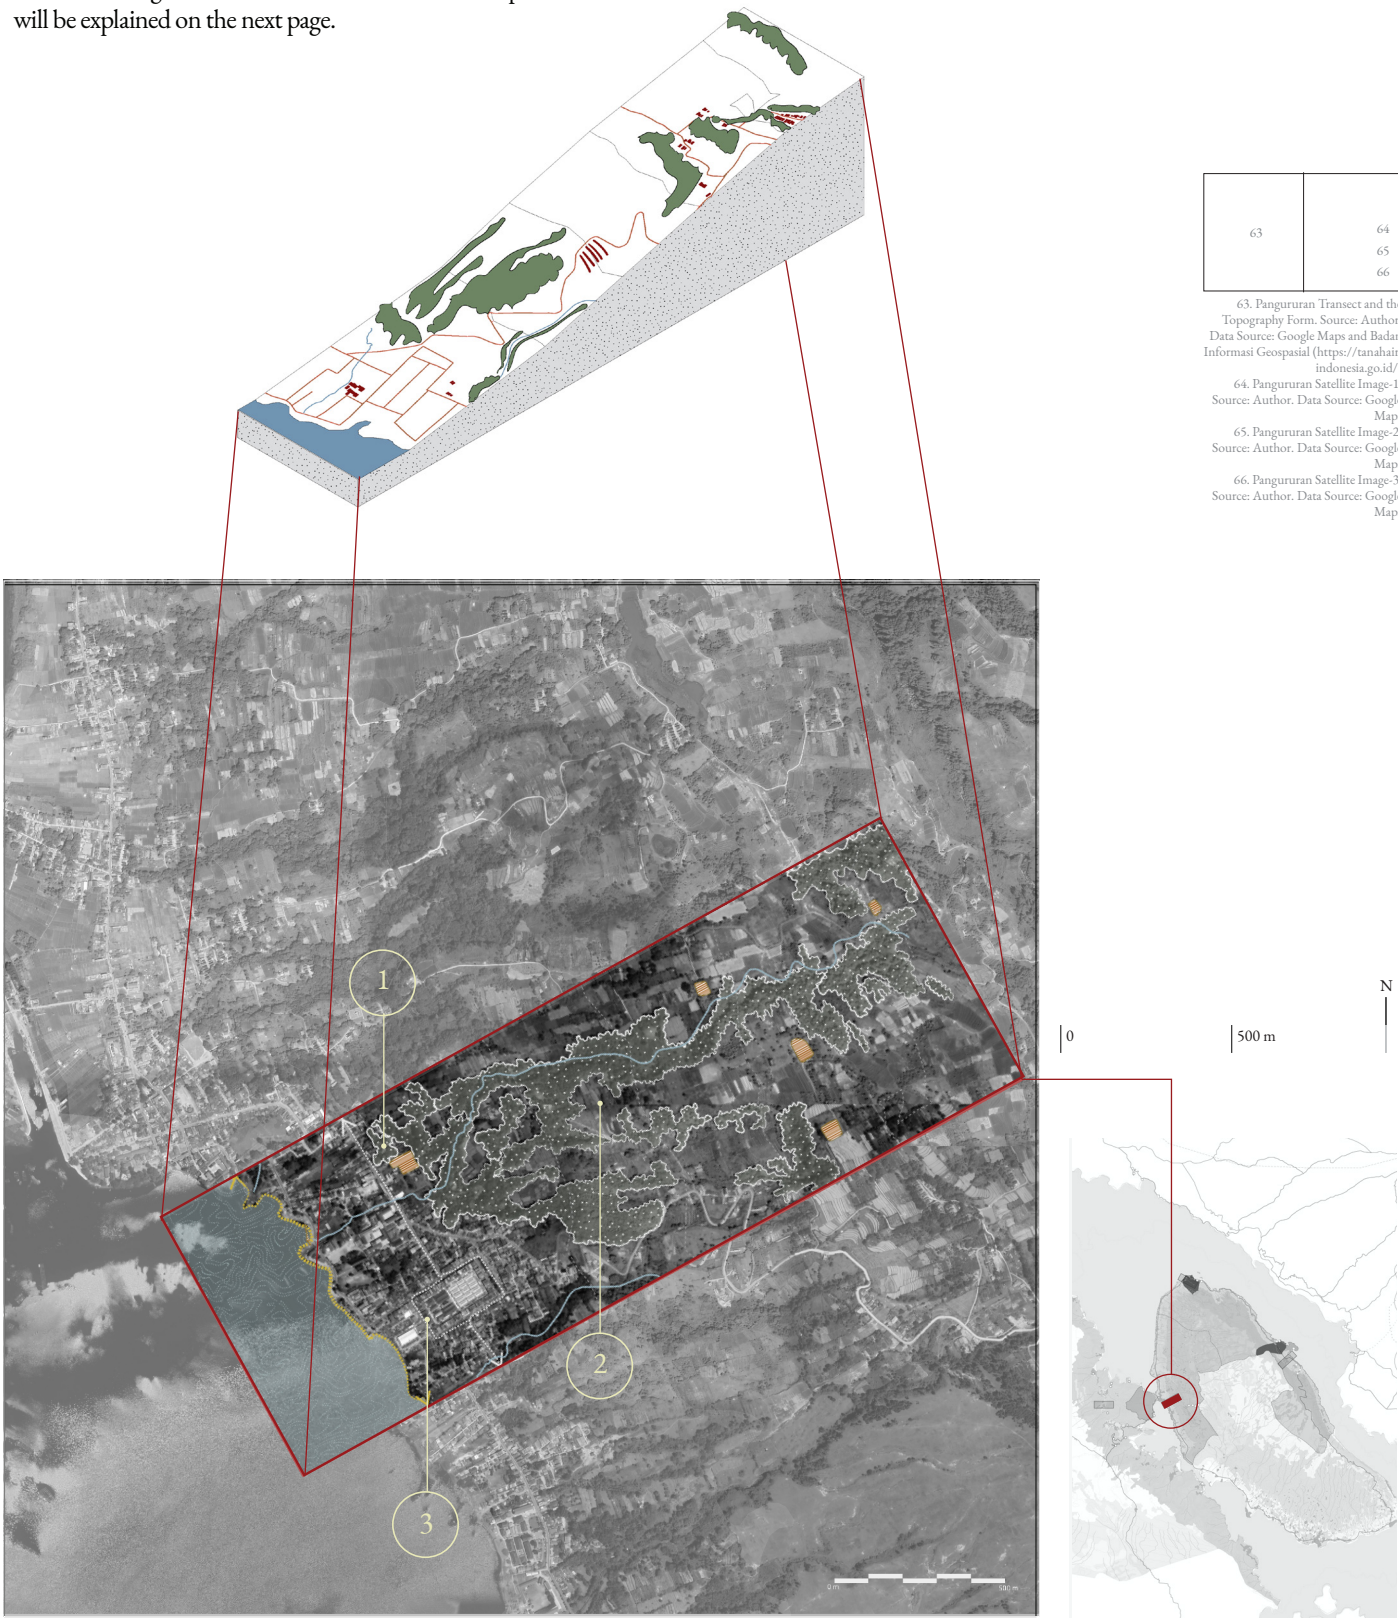 will be explained on the next page.
63
64
65
66
63. Pangururan Transect and the
Topography Form. Source: Author.
Data Source: Google Maps and Badan
Informasi Geospasial (https://tanahair.
indonesia.go.id/
64. Pangururan Satellite Image-1
Source: Author. Data Source: Google
Map
65. Pangururan Satellite Image-2
Source: Author. Data Source: Google
Map
66. Pangururan Satellite Image-3
Source: Author. Data Source: Google
Map
1
2
3
0 m
500 m
N
0
500 m